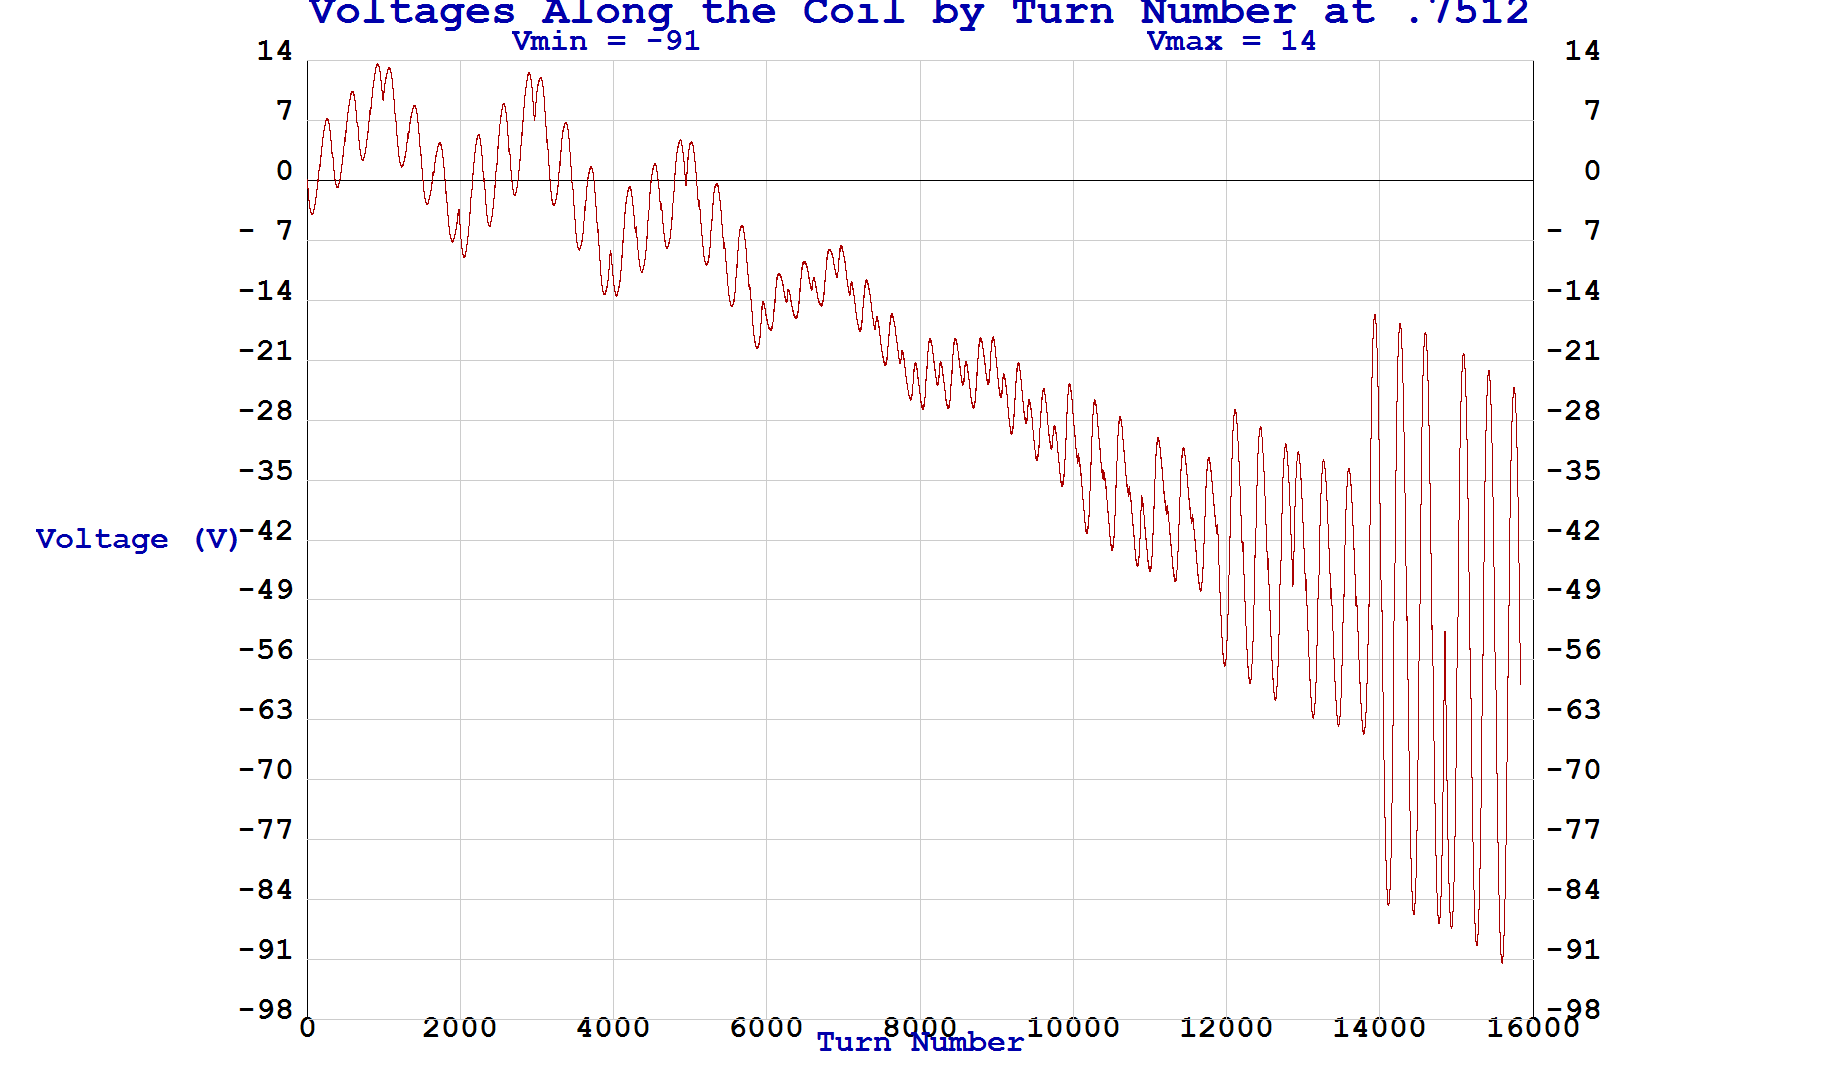 Voltages Along the Coil by Turn Number at .7512
Vmin = -91 Vmax = 14
14 14
7 7
0 0
- 7 - 7
-14 -14
-21 -21
-28 -28
-35 -35
Voltage (V) -42 -42
-49 -49
-56 -56
-63 -63
-70 -70
-77 -77
-84 -84
-91 -91
-98 -98
0 2000 4000 6000 8000 10000 12000 14000 16000
Turn Number